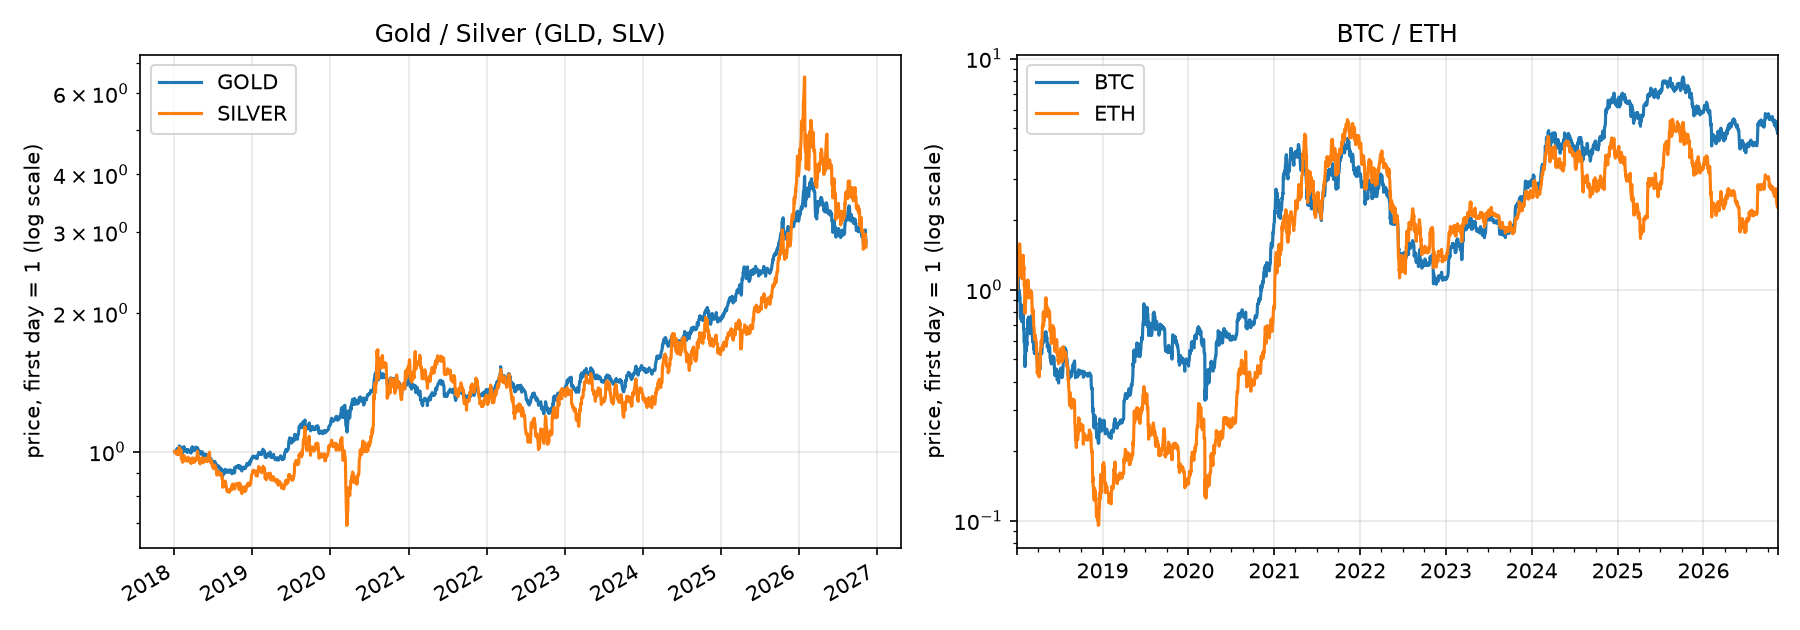 Gold / Silver (GLD, SLV)
GOLD
SILVER
price, first day = 1 (log scale)
6 × 10⁰
4 × 10⁰
3 × 10⁰
2 × 10⁰
10⁰
2018 2019 2020 2021 2022 2023 2024 2025 2026 2027
BTC / ETH
BTC
ETH
price, first day = 1 (log scale)
10¹
10⁰
10⁻¹
2019 2020 2021 2022 2023 2024 2025 2026